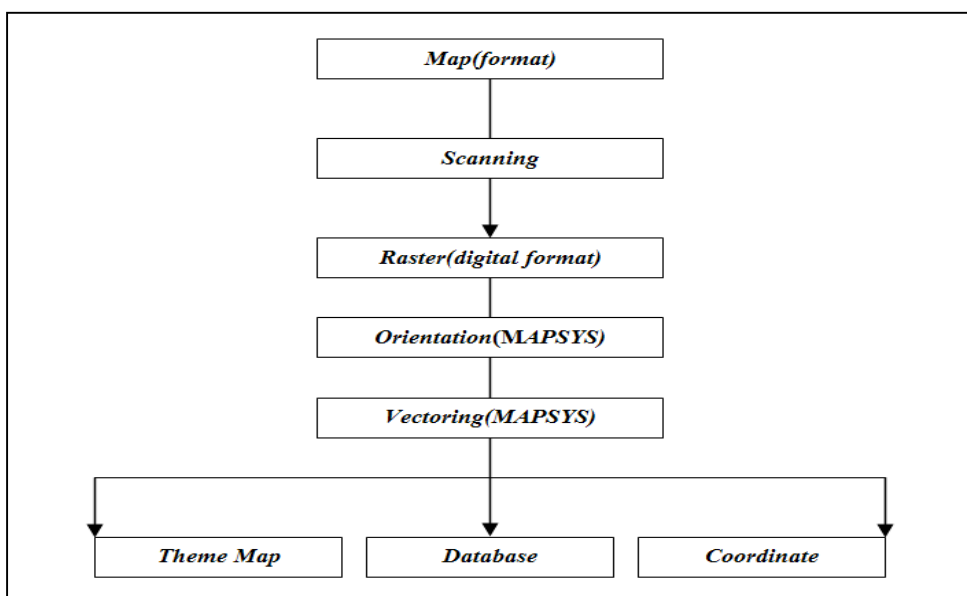 Map(format)
Scanning
Raster(digital format)
Orientation(MAPSYS)
Vectoring(MAPSYS)
Theme Map
Database
Coordinate